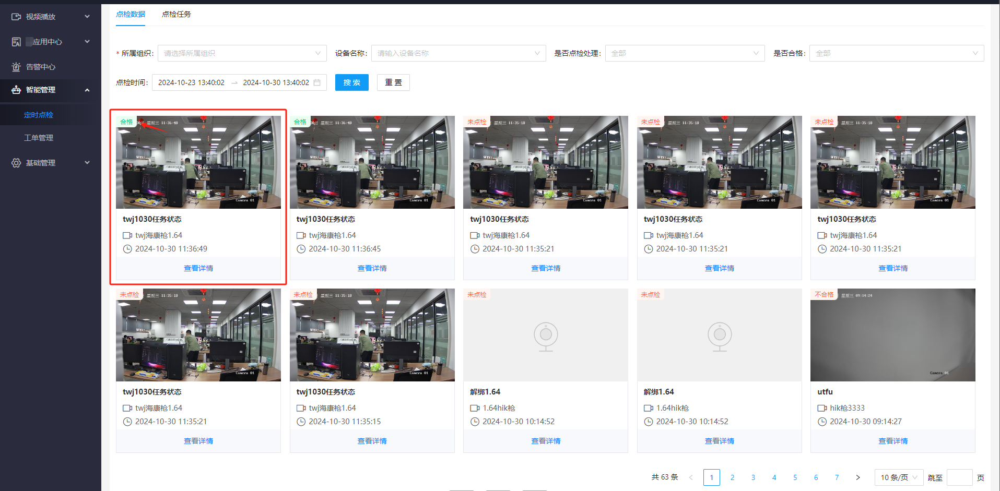 视频播放
应用中心
告警中心
智能管理
定时点检
工单管理
基础管理
点检数据 点检任务
* 所属组织: 请选择所属组织 设备名称: 请输入设备名称 是否点检处理: 全部 是否合格: 全部
点检时间: 2024-10-23 13:40:02 → 2024-10-30 13:40:02 搜 索 重 置
合格 星期三 11:36:48
Camera 01
twj1030任务状态
twj海康枪1.64
2024-10-30 11:36:49
查看详情
合格 星期三 11:36:48
Camera 01
twj1030任务状态
twj海康枪1.64
2024-10-30 11:36:45
查看详情
未点检 星期三 11:35:18
Camera 01
twj1030任务状态
twj海康枪1.64
2024-10-30 11:35:21
查看详情
未点检 星期三 11:35:18
Camera 01
twj1030任务状态
twj海康枪1.64
2024-10-30 11:35:21
查看详情
未点检 星期三 11:35:18
Camera 01
twj1030任务状态
twj海康枪1.64
2024-10-30 11:35:21
查看详情
未点检 星期三 11:35:18
Camera 01
twj1030任务状态
twj海康枪1.64
2024-10-30 11:35:21
查看详情
未点检 星期三 11:35:18
Camera 01
twj1030任务状态
twj海康枪1.64
2024-10-30 11:35:15
查看详情
未点检
解绑1.64
1.64hik枪
2024-10-30 10:14:52
查看详情
未点检
解绑1.64
1.64hik枪
2024-10-30 10:14:52
查看详情
不合格 星期三 09:14:24
Camera 01
utfu
hik枪3333
2024-10-30 09:14:27
查看详情
共 63 条 < 1 2 3 4 5 6 7 > 10 条/页 跳至 页